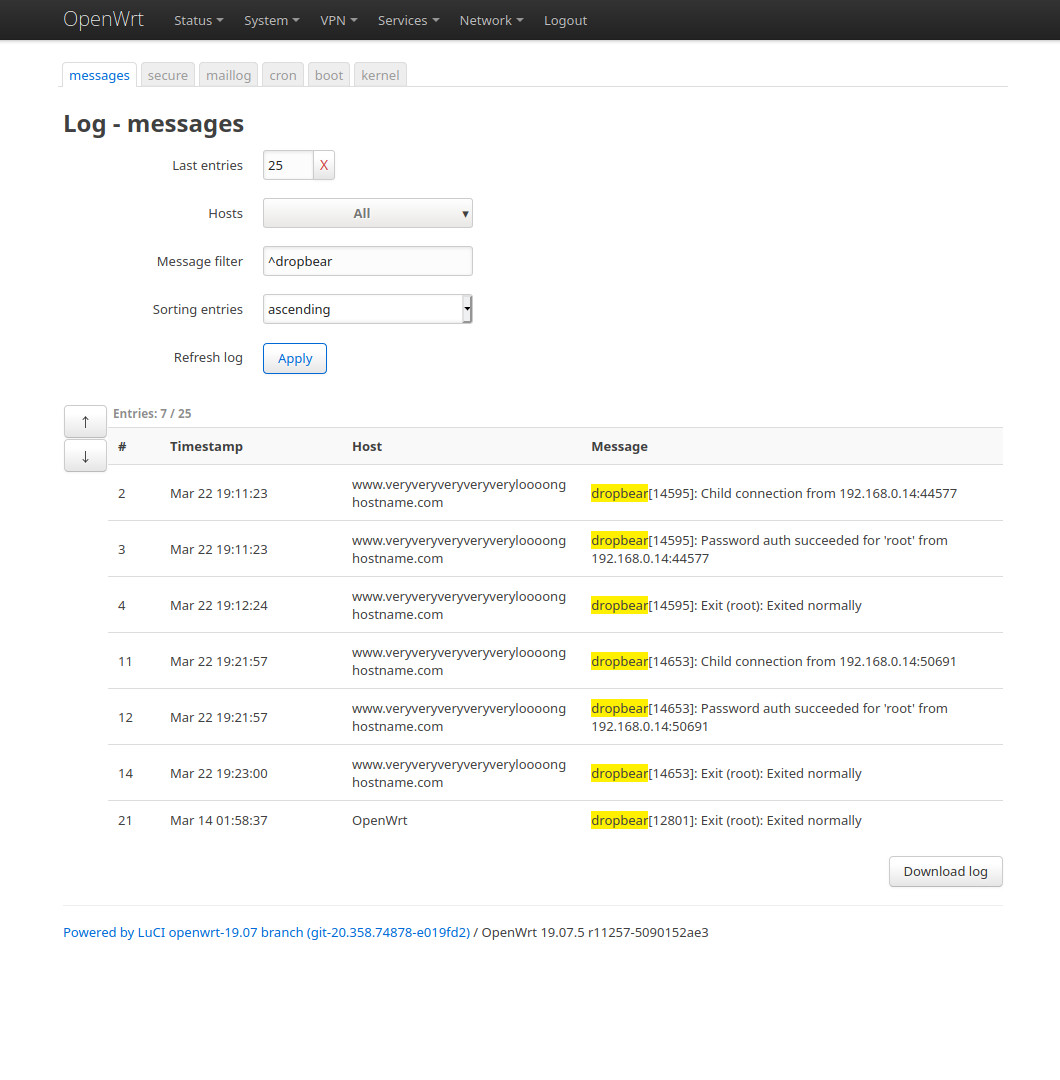 OpenWrt Status System VPN Services Network Logout
messages secure maillog cron boot kernel
Log - messages
Last entries 25 X
Hosts All
Message filter ^dropbear
Sorting entries ascending
Refresh log Apply
↑ Entries: 7 / 25
↓ # Timestamp Host Message
2 Mar 22 19:11:23 www.veryveryveryveryveryloooong dropbear[14595]: Child connection from 192.168.0.14:44577
hostname.com
3 Mar 22 19:11:23 www.veryveryveryveryveryloooong dropbear[14595]: Password auth succeeded for 'root' from
hostname.com 192.168.0.14:44577
4 Mar 22 19:12:24 www.veryveryveryveryveryloooong dropbear[14595]: Exit (root): Exited normally
hostname.com
11 Mar 22 19:21:57 www.veryveryveryveryveryloooong dropbear[14653]: Child connection from 192.168.0.14:50691
hostname.com
12 Mar 22 19:21:57 www.veryveryveryveryveryloooong dropbear[14653]: Password auth succeeded for 'root' from
hostname.com 192.168.0.14:50691
14 Mar 22 19:23:00 www.veryveryveryveryveryloooong dropbear[14653]: Exit (root): Exited normally
hostname.com
21 Mar 14 01:58:37 OpenWrt dropbear[12801]: Exit (root): Exited normally
Download log
Powered by LuCI openwrt-19.07 branch (git-20.358.74878-e019fd2) / OpenWrt 19.07.5 r11257-5090152ae3